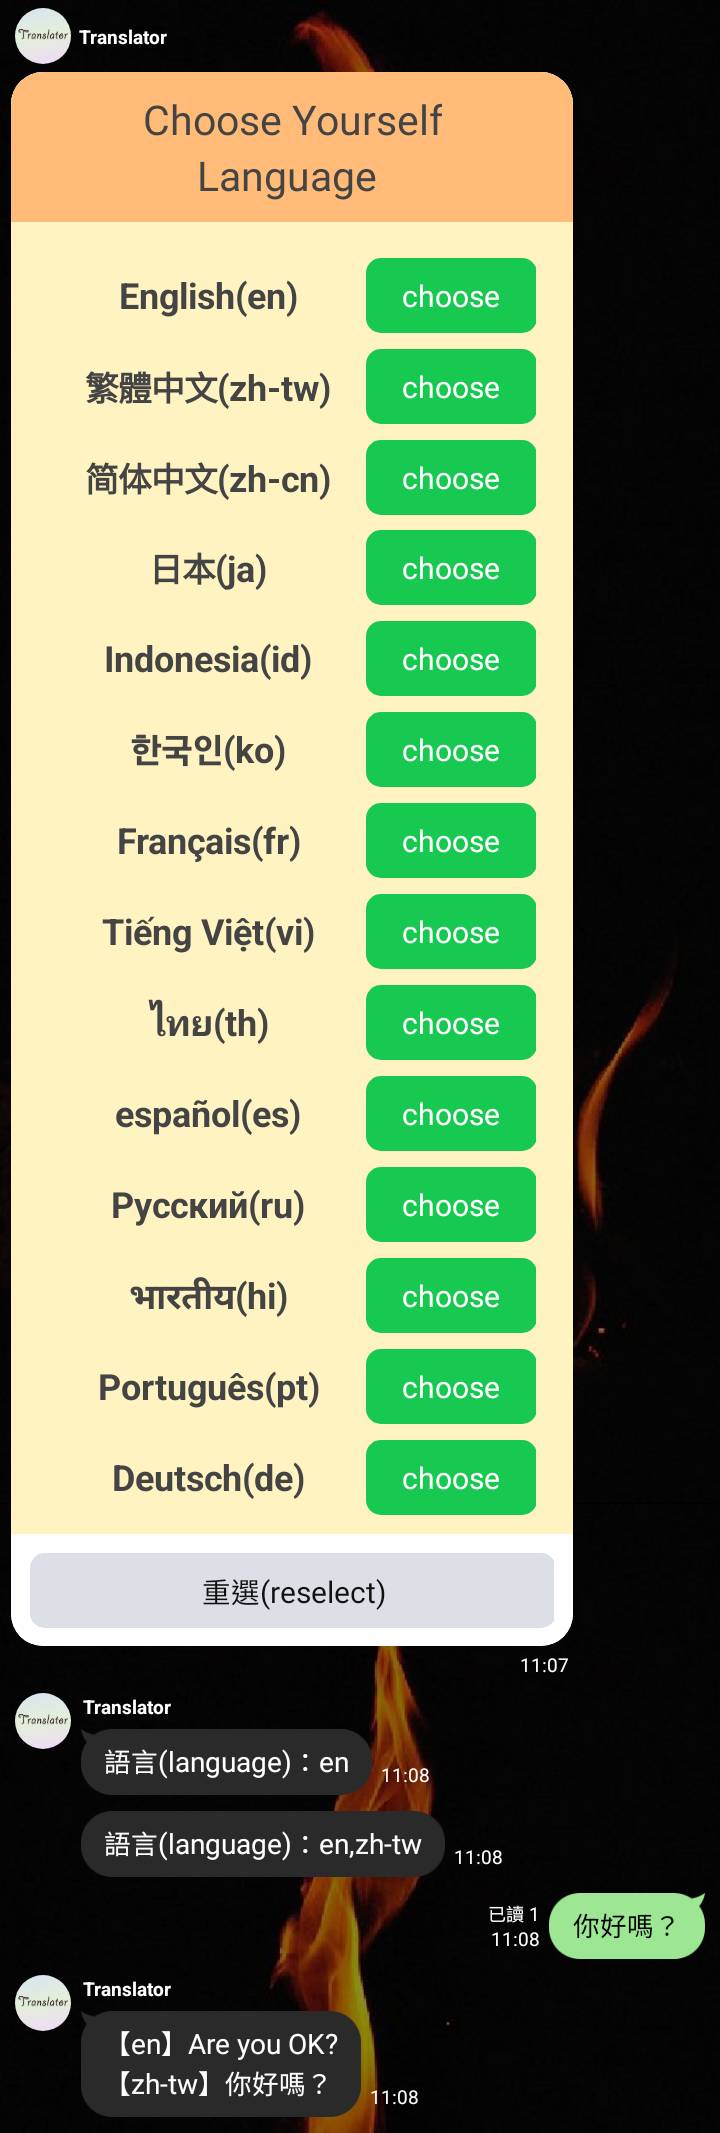 Translator
Translator
Choose Yourself
Language
English(en) choose
繁體中文(zh-tw) choose
简体中文(zh-cn) choose
日本(ja) choose
Indonesia(id) choose
한국인(ko) choose
Français(fr) choose
Tiếng Việt(vi) choose
ไทย(th) choose
español(es) choose
Русский(ru) choose
भारतीय(hi) choose
Português(pt) choose
Deutsch(de) choose
重選(reselect)
11:07
Translator
Translator
語言(language)：en
11:08
語言(language)：en,zh-tw
11:08
已讀 1
11:08
你好嗎？
Translator
Translator
【en】Are you OK?
【zh-tw】你好嗎？
11:08